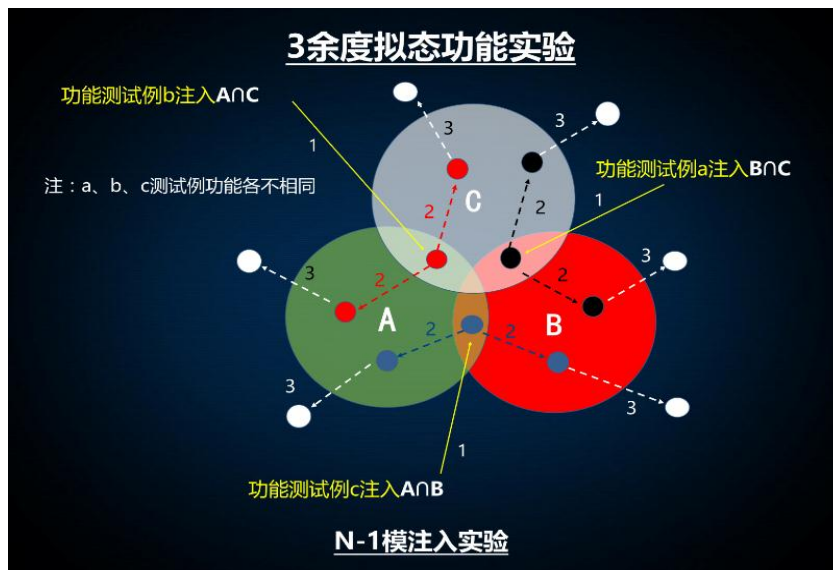 3余度拟态功能实验
功能测试例b注入A∩C
3
3
1
功能测试例a注入B∩C
注：a、b、c测试例功能各不相同
C
1
2
2
3
2
2
3
A
2
2
B
3
3
1
功能测试例c注入A∩B
N-1模注入实验